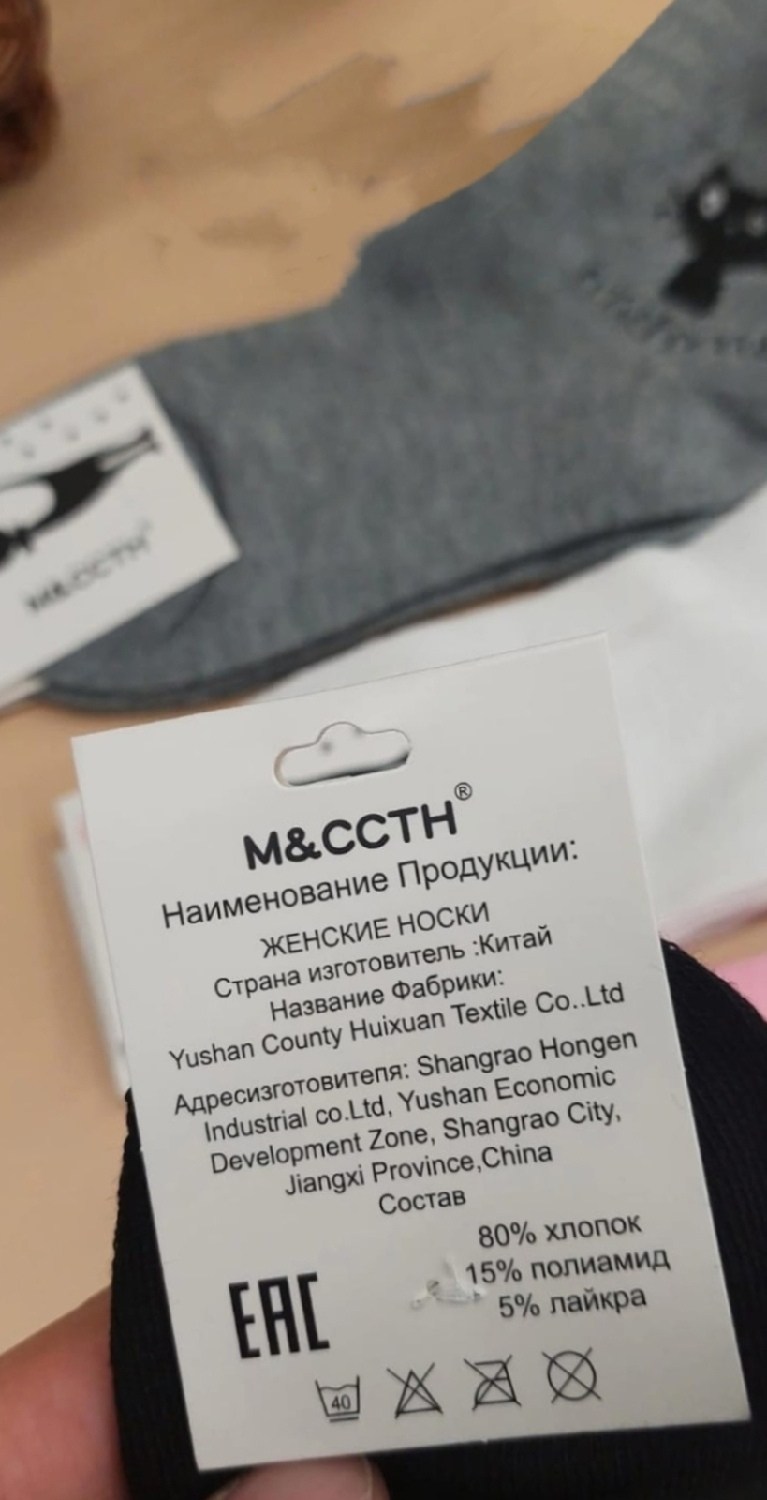 M&CCTH
M&CCTH®
Наименование Продукции:
ЖЕНСКИЕ НОСКИ
Страна изготовитель :Китай
Название Фабрики:
Yushan County Huixuan Textile Co..Ltd
Адресизготовителя: Shangrao Hongen
Industrial co.Ltd, Yushan Economic
Development Zone, Shangrao City,
Jiangxi Province,China
Состав
80% хлопок
15% полиамид
5% лайкра
EAC
40